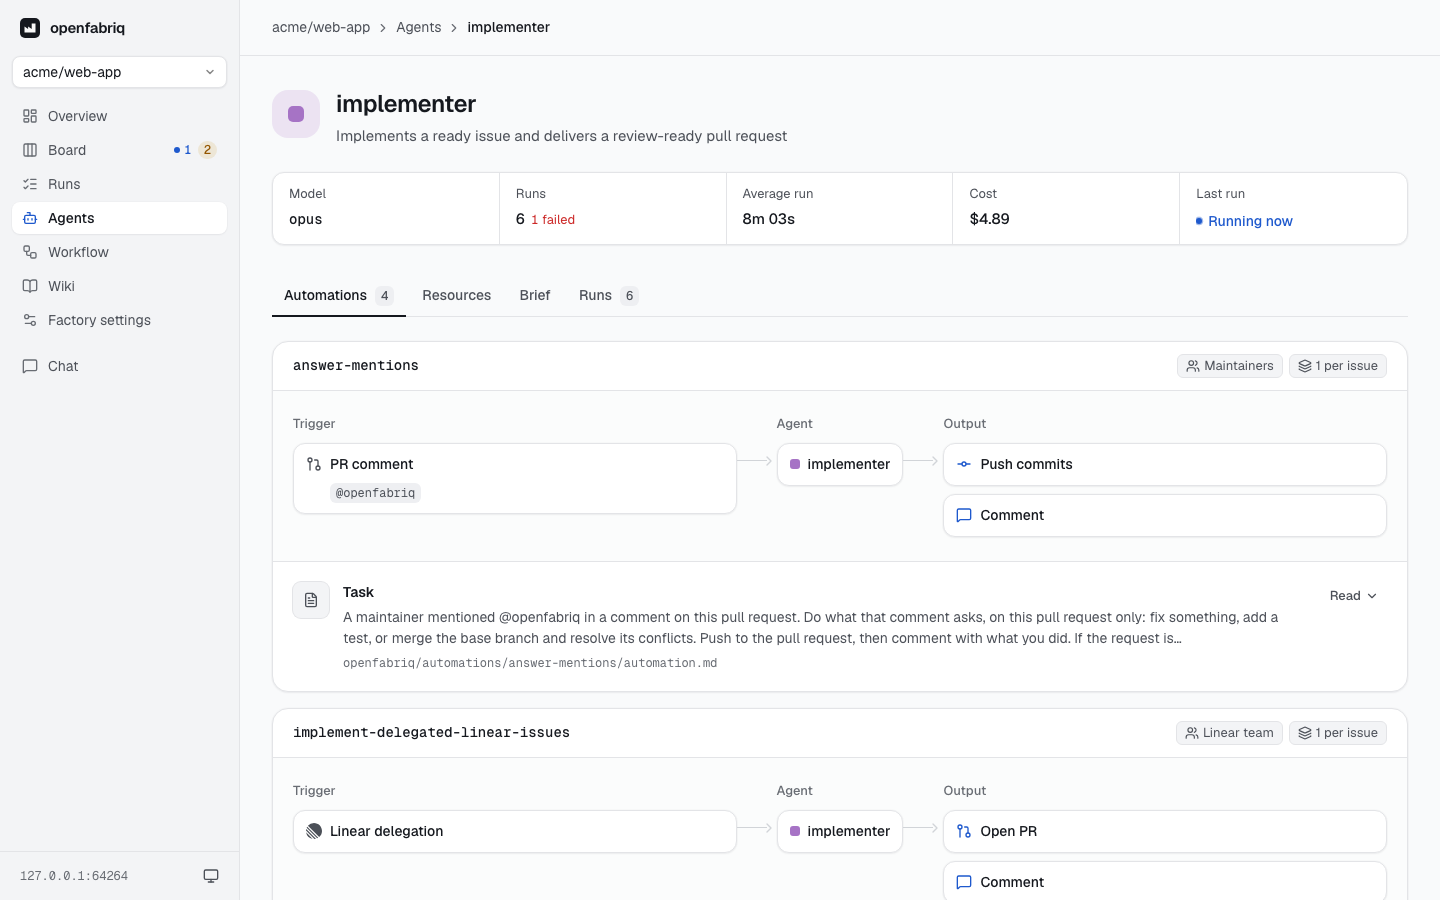 openfabriq
acme/web-app
Overview
Board 1 2
Runs
Agents
Workflow
Wiki
Factory settings
Chat
127.0.0.1:64264
acme/web-app > Agents > implementer
implementer
Implements a ready issue and delivers a review-ready pull request
Model Runs Average run Cost Last run
opus 6 1 failed 8m 03s $4.89 Running now
Automations 4 Resources Brief Runs 6
answer-mentions Maintainers 1 per issue
Trigger Agent Output
PR comment implementer Push commits
@openfabriq
Comment
Task Read
A maintainer mentioned @openfabriq in a comment on this pull request. Do what that comment asks, on this pull request only: fix something, add a
test, or merge the base branch and resolve its conflicts. Push to the pull request, then comment with what you did. If the request is…
openfabriq/automations/answer-mentions/automation.md
implement-delegated-linear-issues Linear team 1 per issue
Trigger Agent Output
Linear delegation implementer Open PR
Comment